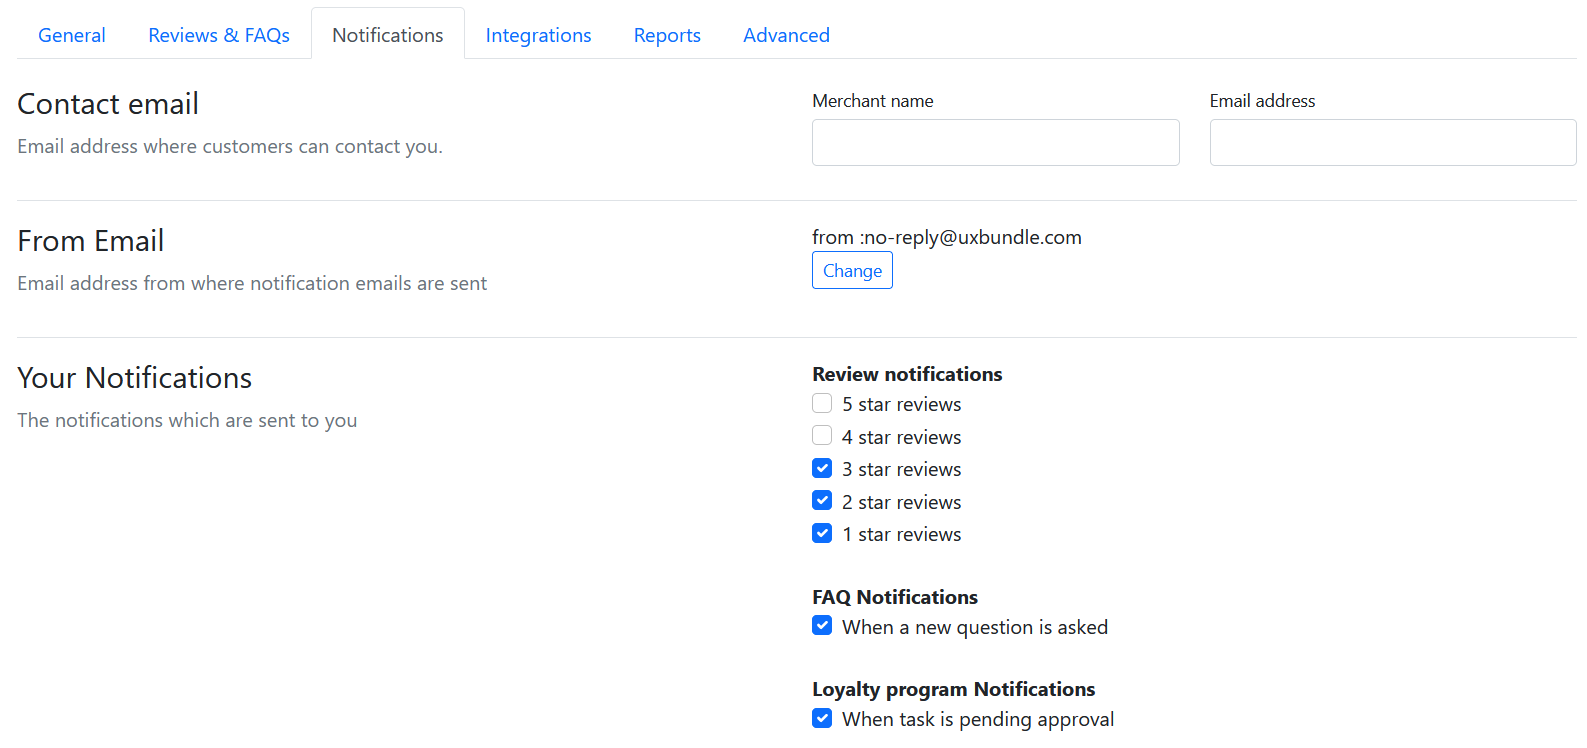 General Reviews & FAQs Notifications Integrations Reports Advanced
Contact email
Email address where customers can contact you.
Merchant name
Email address
From Email
Email address from where notification emails are sent
from :no-reply@uxbundle.com
Change
Your Notifications
The notifications which are sent to you
Review notifications
5 star reviews
4 star reviews
3 star reviews
2 star reviews
1 star reviews
FAQ Notifications
When a new question is asked
Loyalty program Notifications
When task is pending approval